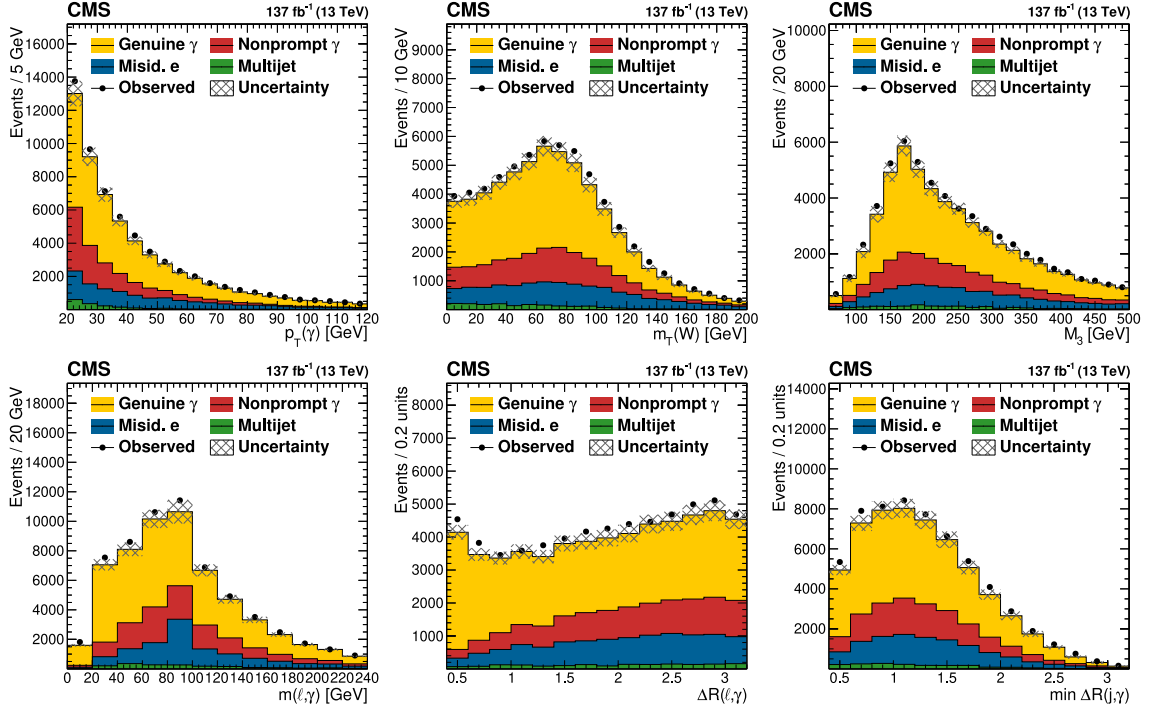 CMS 137 fb⁻¹ (13 TeV)
Events / 5 GeV
16000
14000
12000
10000
8000
6000
4000
2000
Genuine γ Nonprompt γ
Misid. e Multijet
Observed Uncertainty
20 30 40 50 60 70 80 90 100 110 120
p_T(γ) [GeV]
CMS 137 fb⁻¹ (13 TeV)
Events / 10 GeV
9000
8000
7000
6000
5000
4000
3000
2000
1000
Genuine γ Nonprompt γ
Misid. e Multijet
Observed Uncertainty
0 20 40 60 80 100 120 140 160 180 200
m_T(W) [GeV]
CMS 137 fb⁻¹ (13 TeV)
Events / 20 GeV
10000
8000
6000
4000
2000
Genuine γ Nonprompt γ
Misid. e Multijet
Observed Uncertainty
100 150 200 250 300 350 400 450 500
M₃ [GeV]
CMS 137 fb⁻¹ (13 TeV)
Events / 20 GeV
18000
16000
14000
12000
10000
8000
6000
4000
2000
Genuine γ Nonprompt γ
Misid. e Multijet
Observed Uncertainty
0 20 40 60 80 100 120 140 160 180 200 220 240
m(ℓ,γ) [GeV]
CMS 137 fb⁻¹ (13 TeV)
Events / 0.2 units
8000
7000
6000
5000
4000
3000
2000
1000
Genuine γ Nonprompt γ
Misid. e Multijet
Observed Uncertainty
0.5 1 1.5 2 2.5 3
ΔR(ℓ,γ)
CMS 137 fb⁻¹ (13 TeV)
Events / 0.2 units
14000
12000
10000
8000
6000
4000
2000
Genuine γ Nonprompt γ
Misid. e Multijet
Observed Uncertainty
0.5 1 1.5 2 2.5 3
min ΔR(j,γ)